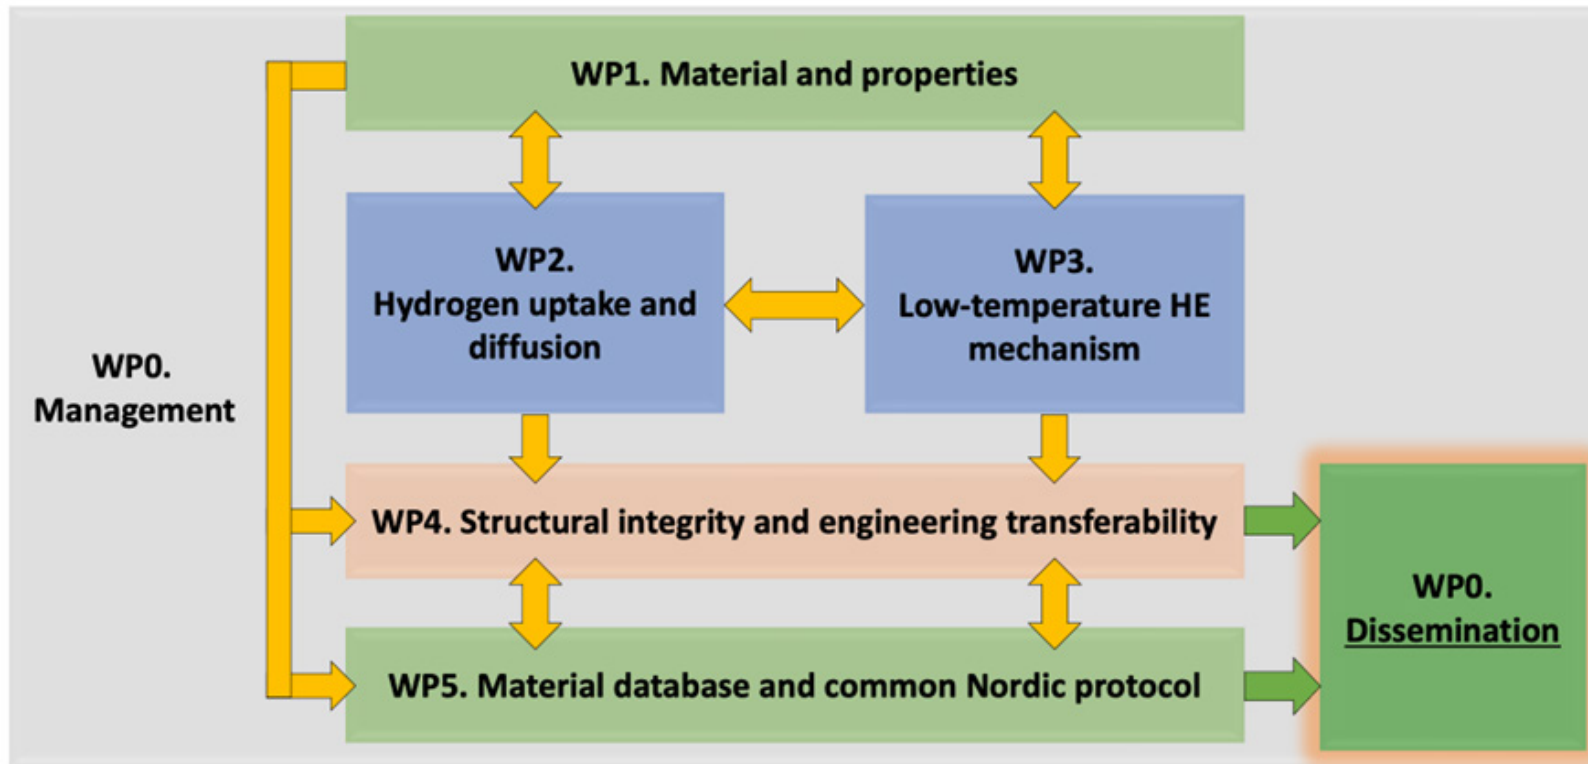 WP1. Material and properties
WP2.
Hydrogen uptake and
diffusion
WP3.
Low-temperature HE
mechanism
WP0.
Management
WP4. Structural integrity and engineering transferability
WP5. Material database and common Nordic protocol
WP0.
Dissemination